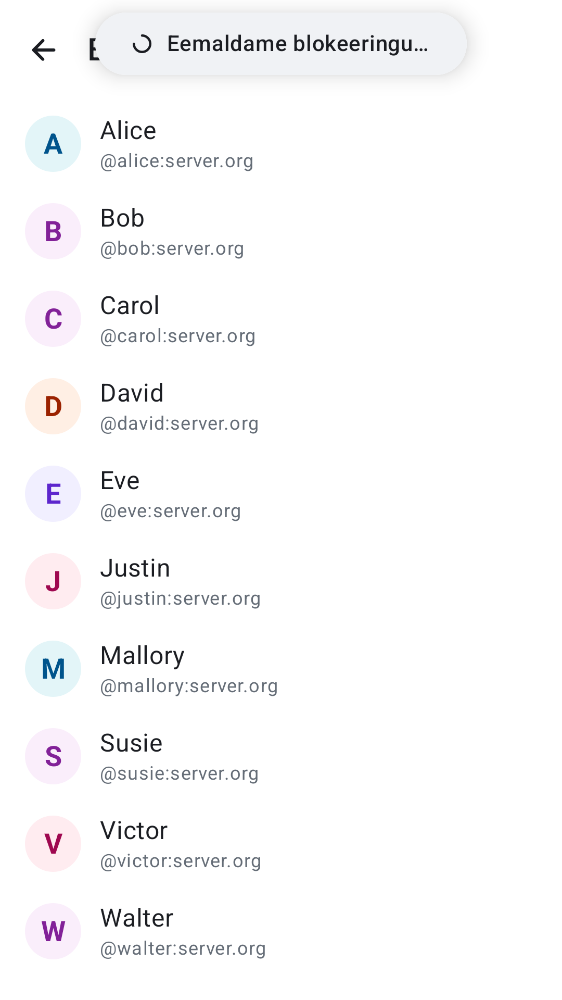 Eemaldame blokeeringu…
A
Alice
@alice:server.org
B
Bob
@bob:server.org
C
Carol
@carol:server.org
D
David
@david:server.org
E
Eve
@eve:server.org
J
Justin
@justin:server.org
M
Mallory
@mallory:server.org
S
Susie
@susie:server.org
V
Victor
@victor:server.org
W
Walter
@walter:server.org